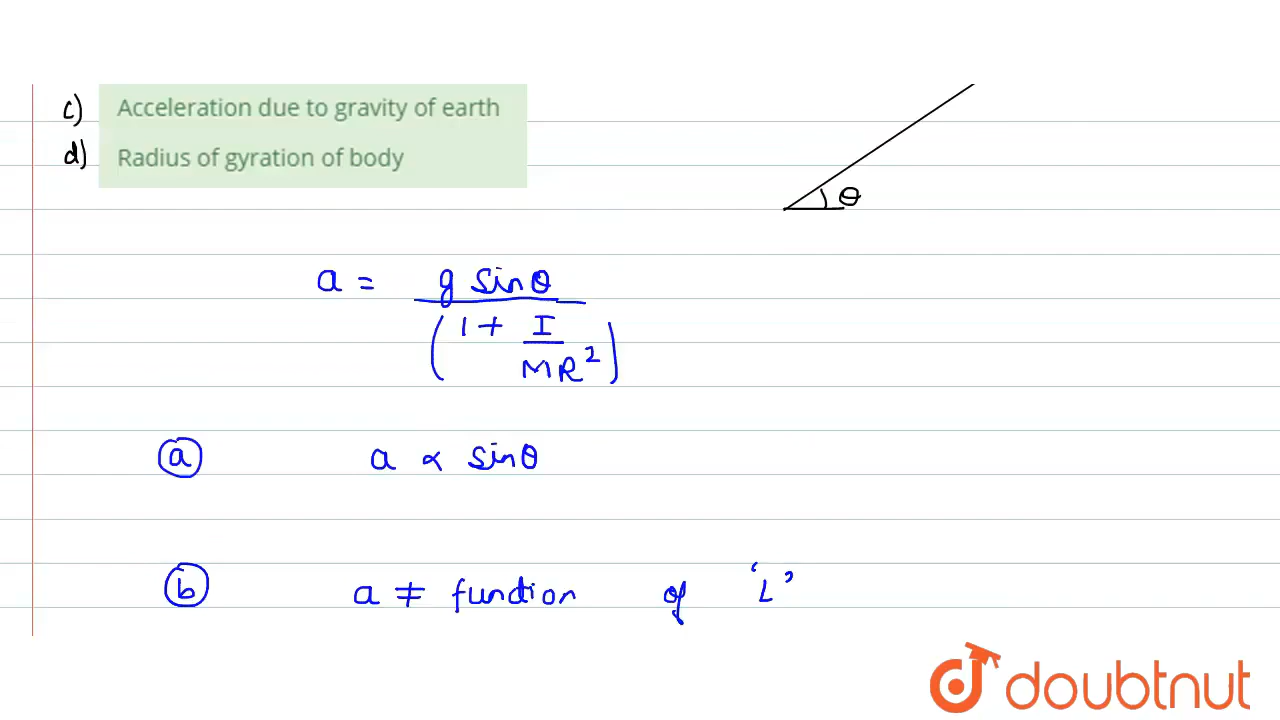 c) Acceleration due to gravity of earth
d) Radius of gyration of body
θ
a = g sinθ
(1 + I
MR²)
a a ∝ sinθ
b a ≠ function of 'L'
doubtnut